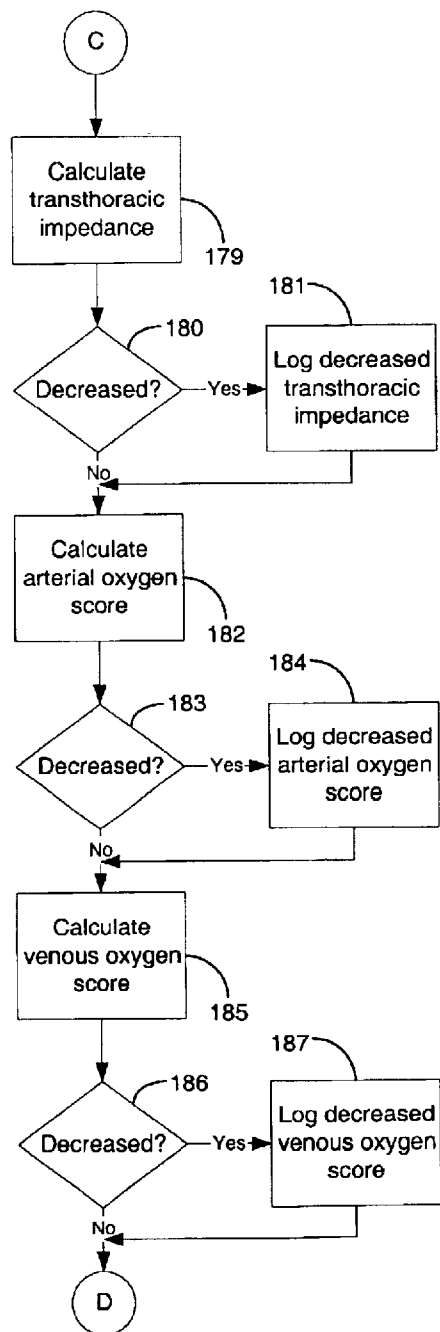 C
Calculate
transthoracic
impedance
179
180
181
Decreased?
Yes
Log decreased
transthoracic
impedance
No
Calculate
arterial oxygen
score
182
183
184
Decreased?
Yes
Log decreased
arterial oxygen
score
No
Calculate
venous oxygen
score
185
186
187
Decreased?
Yes
Log decreased
venous oxygen
score
No
D